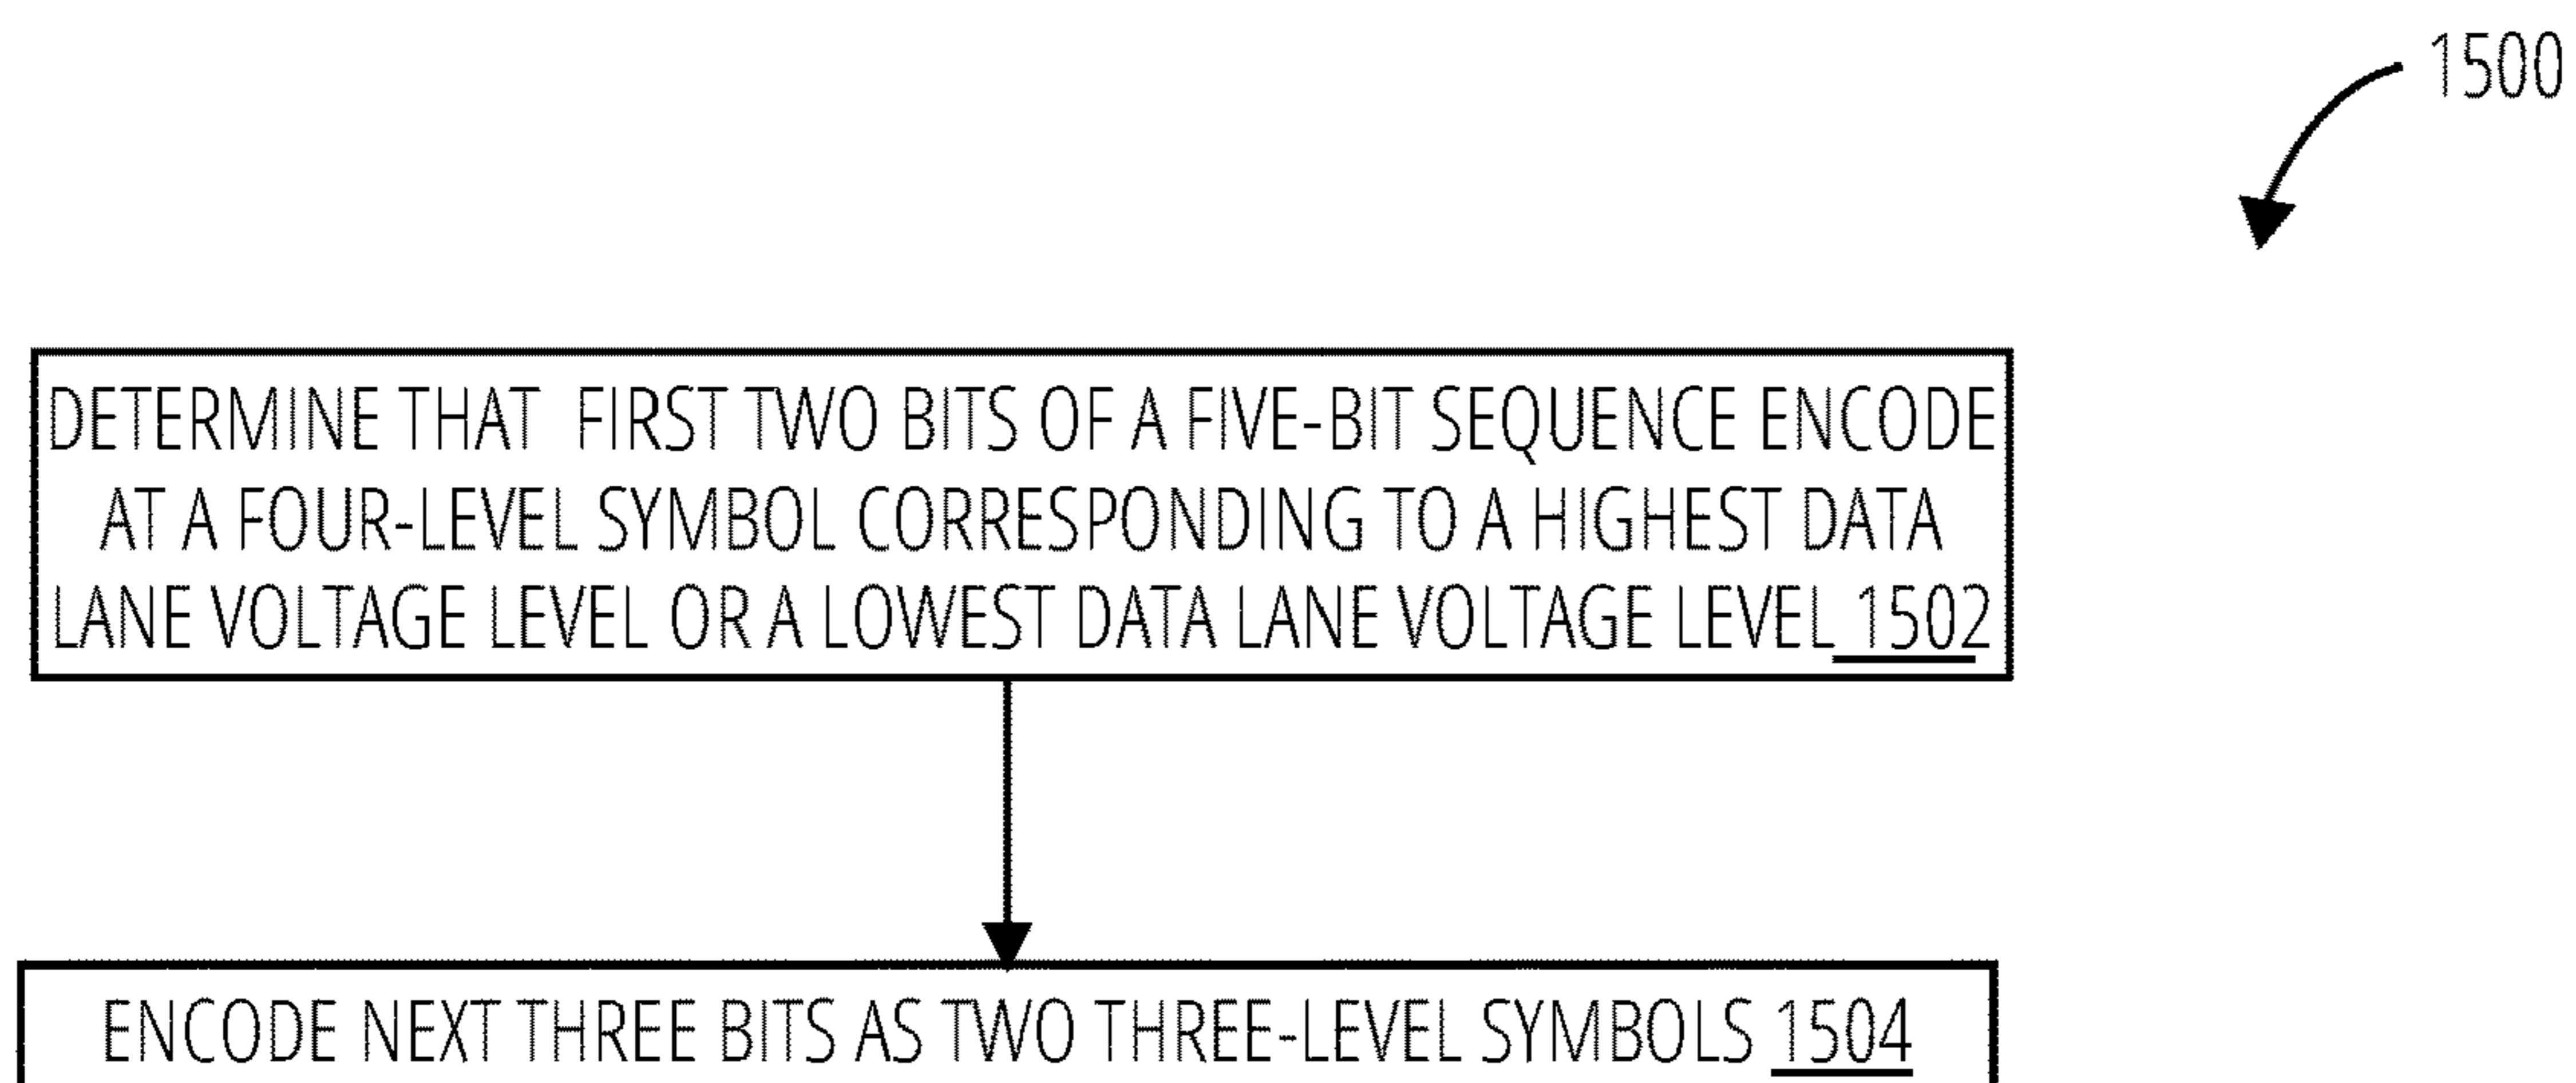 1500
DETERMINE THAT FIRST TWO BITS OF A FIVE-BIT SEQUENCE ENCODE
AT A FOUR-LEVEL SYMBOL CORRESPONDING TO A HIGHEST DATA
LANE VOLTAGE LEVEL OR A LOWEST DATA LANE VOLTAGE LEVEL 1502
ENCODE NEXT THREE BITS AS TWO THREE-LEVEL SYMBOLS 1504